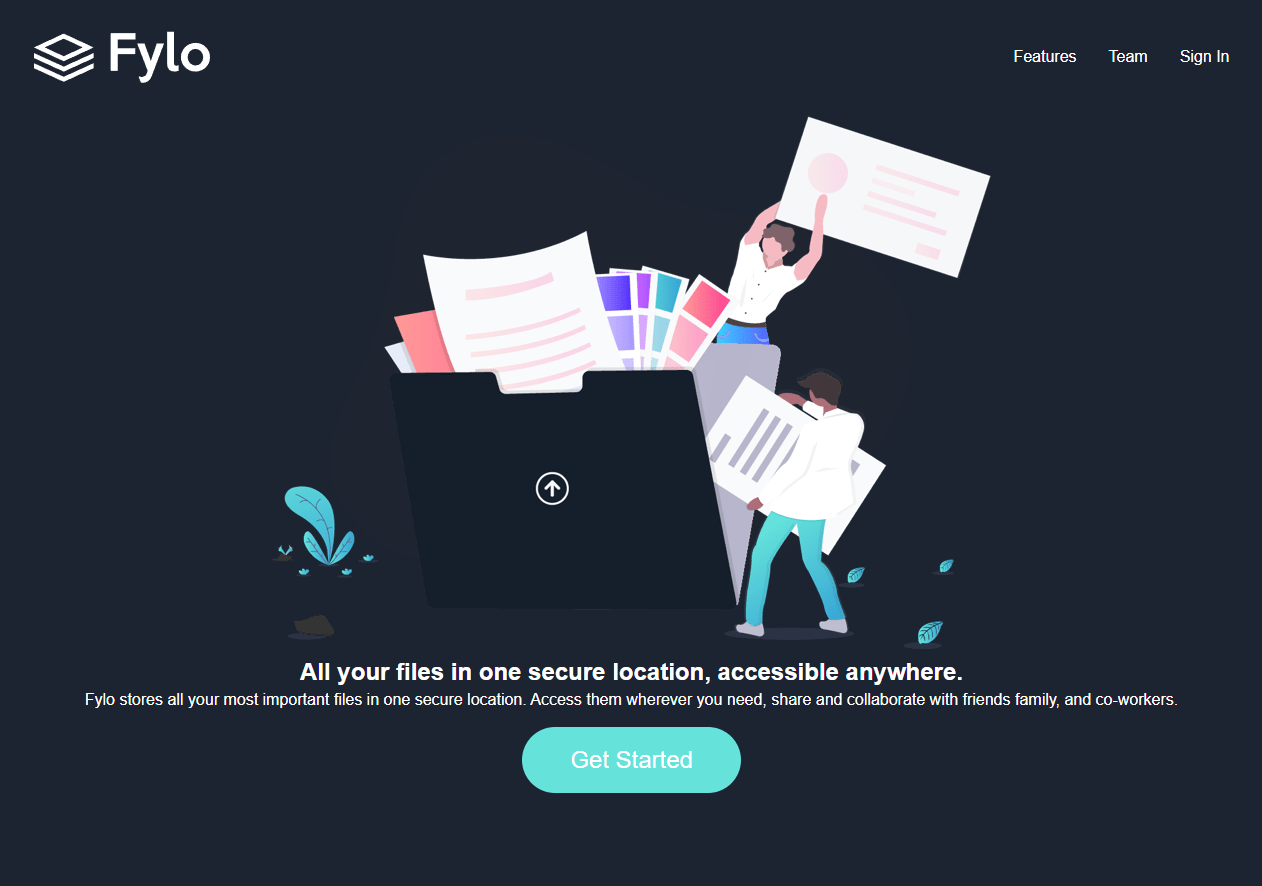 Fylo
Features
Team
Sign In
All your files in one secure location, accessible anywhere.
Fylo stores all your most important files in one secure location. Access them wherever you need, share and collaborate with friends family, and co-workers.
Get Started